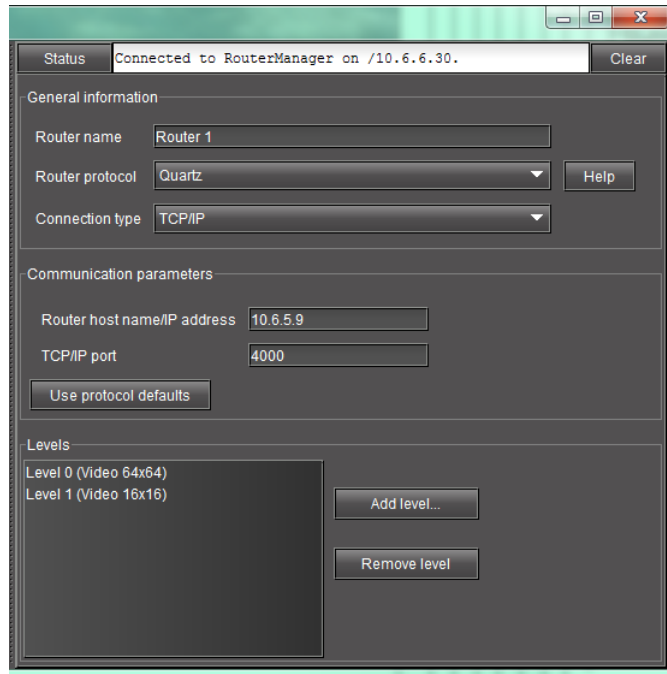 Status Connected to RouterManager on /10.6.6.30. Clear
General information
Router name Router 1
Router protocol Quartz Help
Connection type TCP/IP
Communication parameters
Router host name/IP address 10.6.5.9
TCP/IP port 4000
Use protocol defaults
Levels
Level 0 (Video 64x64)
Level 1 (Video 16x16)
Add level...
Remove level